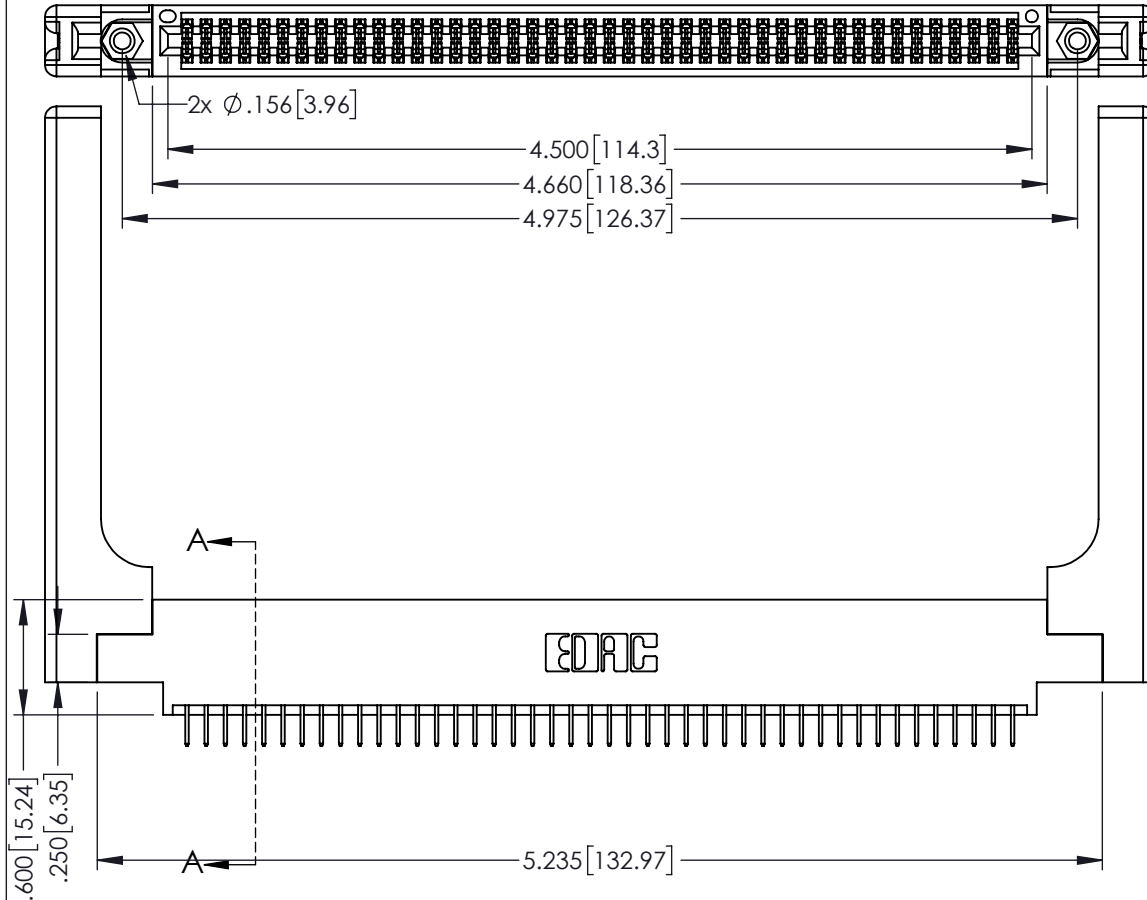 2x ∅.156[3.96]
4.500[114.3]
4.660[118.36]
4.975[126.37]
A
EDAC
.600[15.24]
.250[6.35]
A
5.235[132.97]